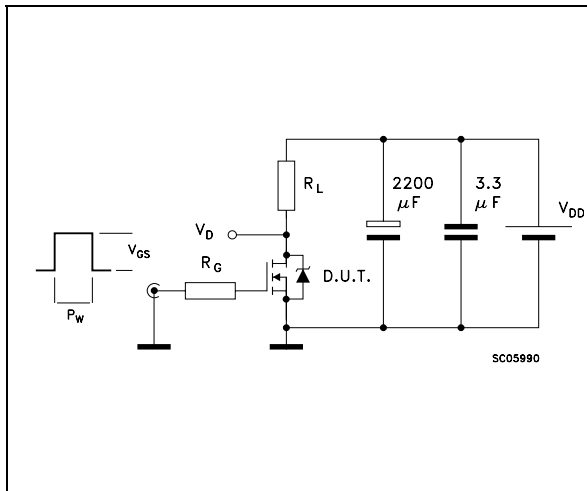 R_L
2200 μF
3.3 μF
V_DD
V_D
V_GS
R_G
D.U.T.
P_W
SC05990